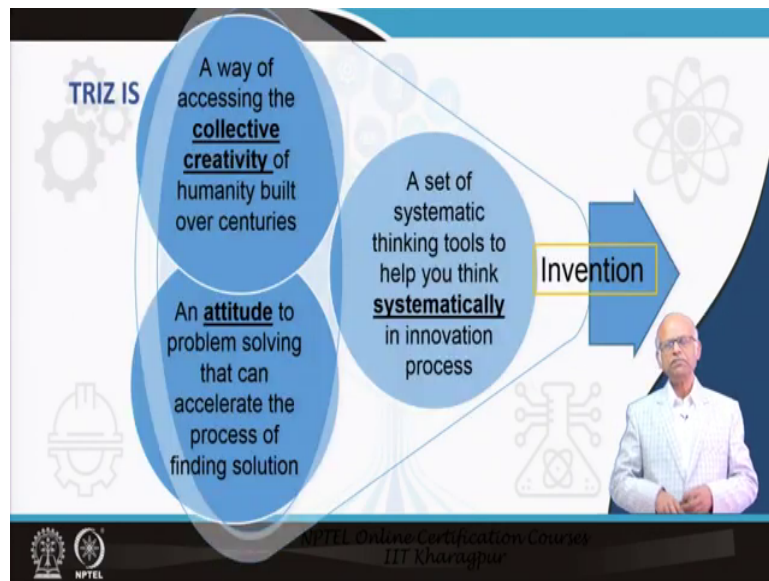 TRIZ IS
A way of
accessing the
collective
creativity of
humanity built
over centuries
An attitude to
problem solving
that can
accelerate the
process of
finding solution
A set of
systematic
thinking tools to
help you think
systematically
in innovation
process
Invention
NPTEL
NPTEL Online Certification Courses
IIT Kharagpur